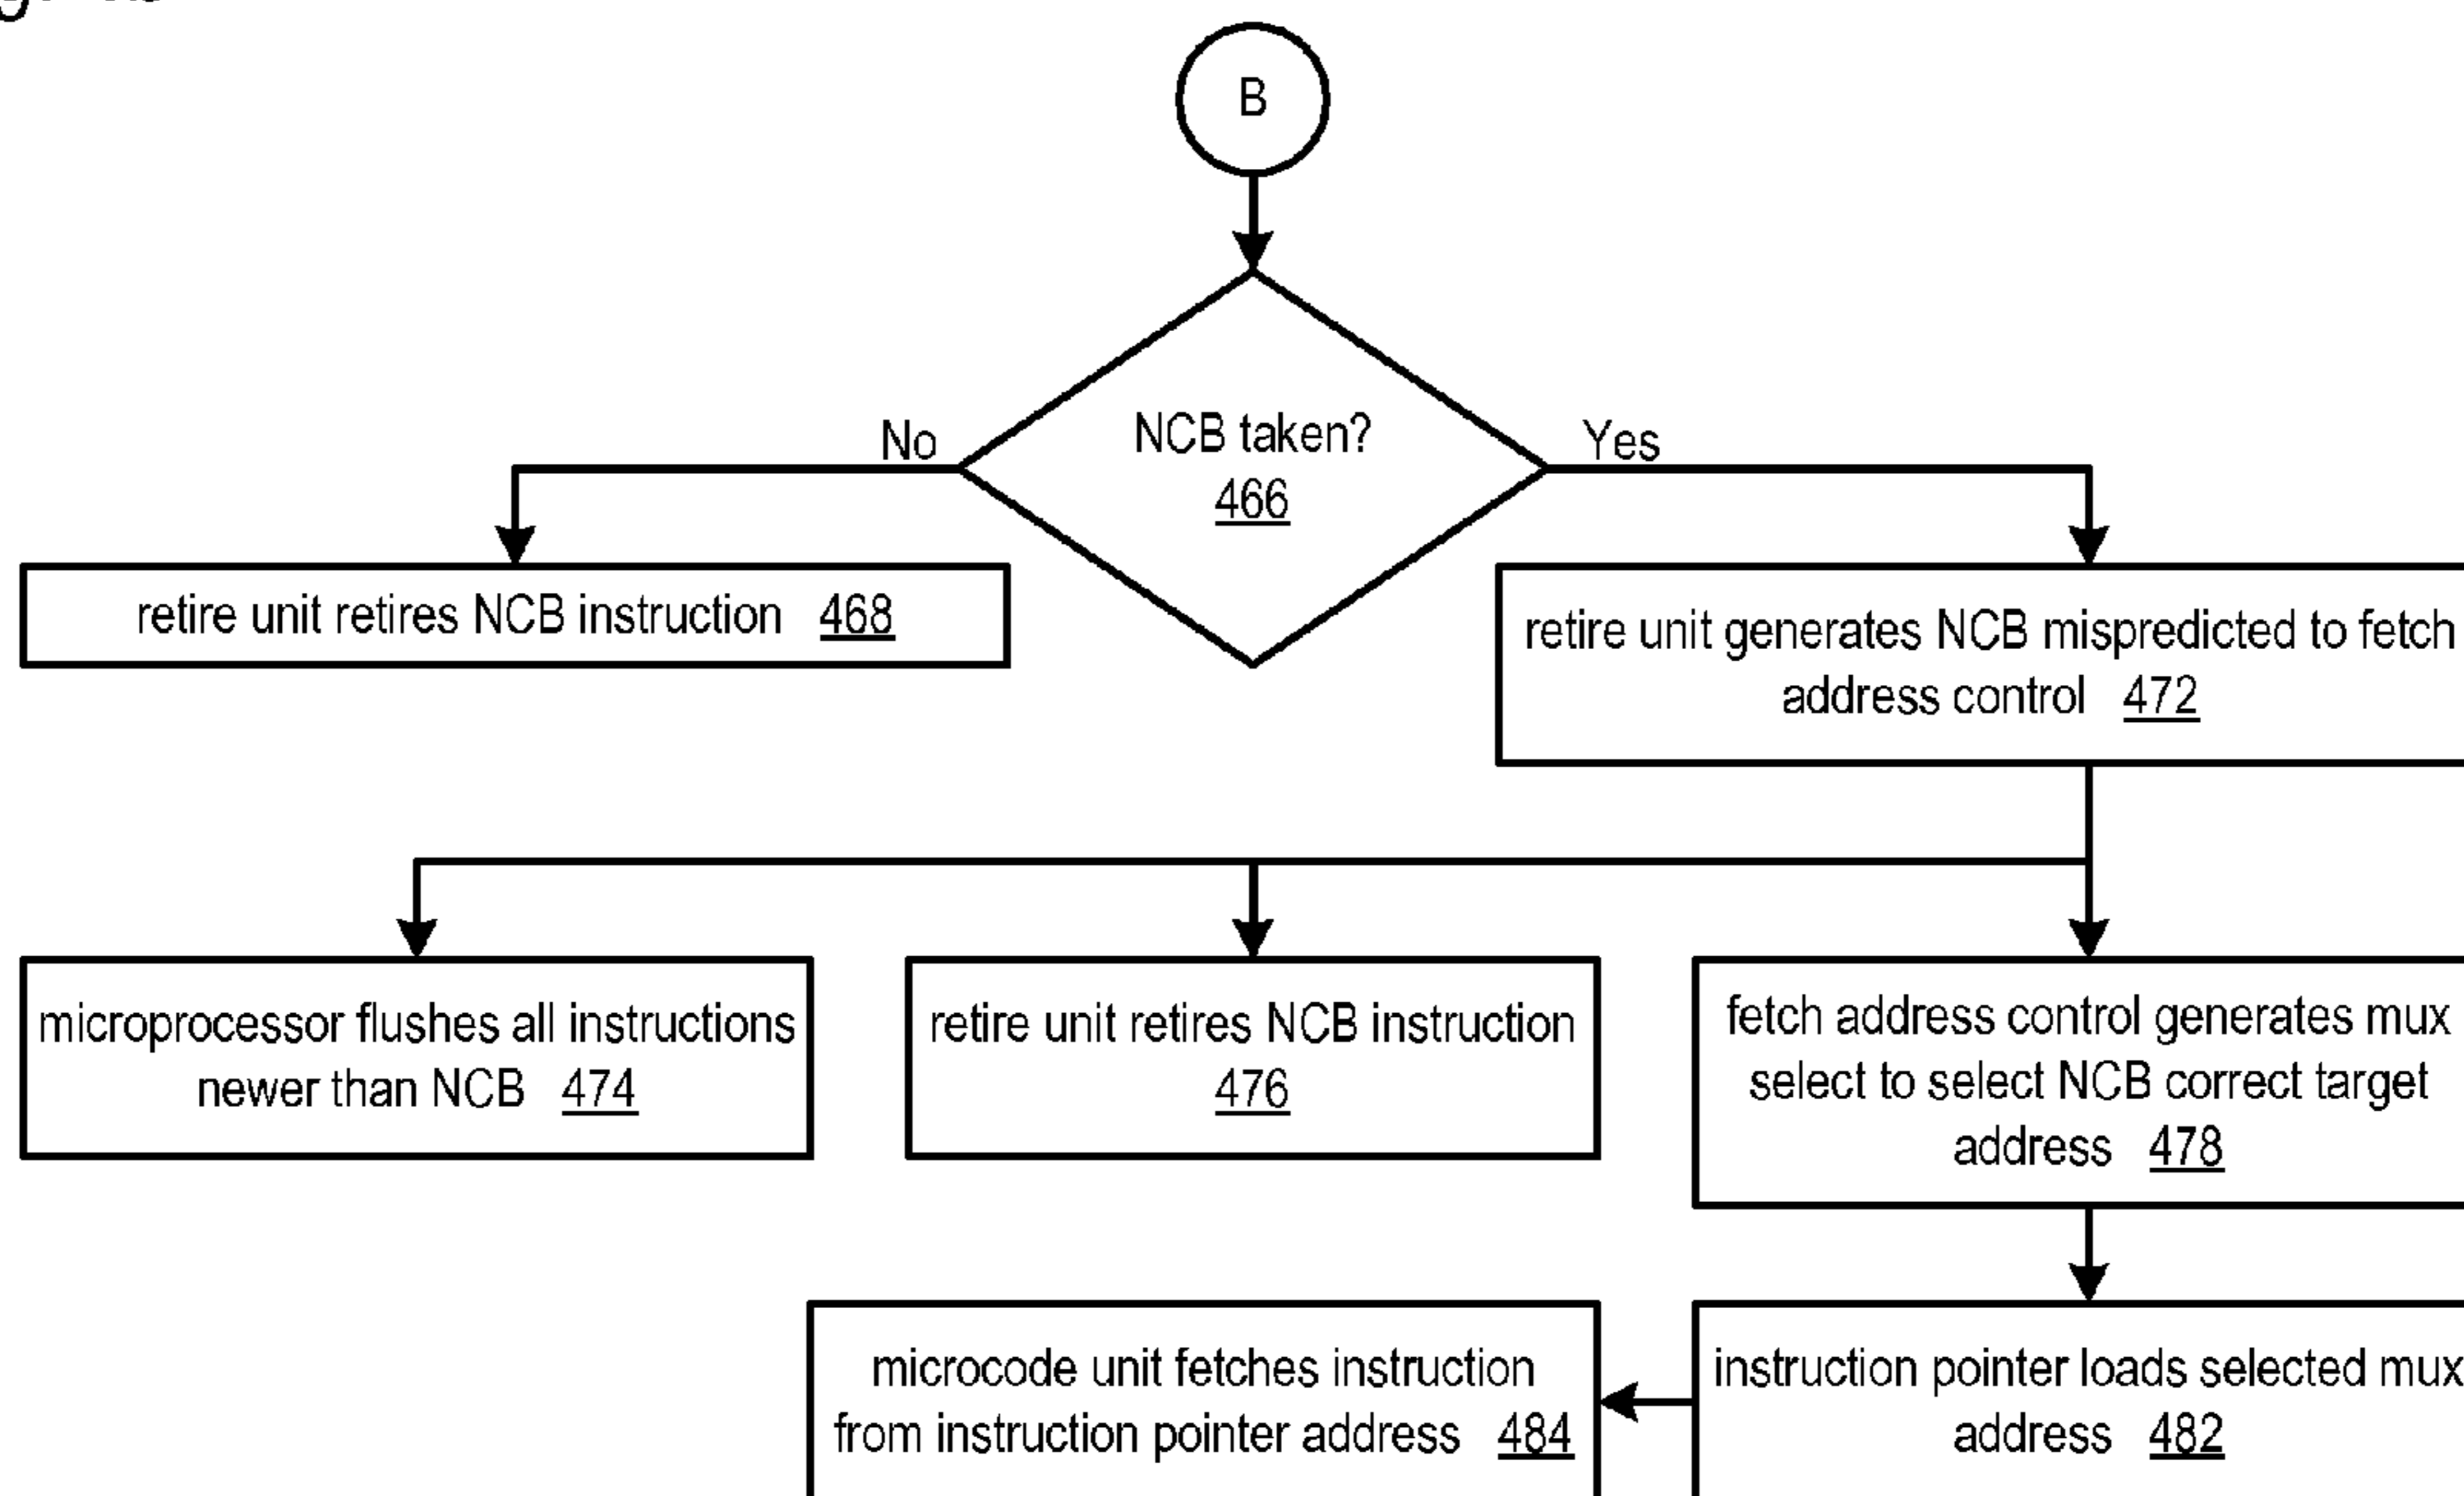 B
NCB taken?
466
No
Yes
retire unit retires NCB instruction 468
retire unit generates NCB mispredicted to fetch
address control 472
microprocessor flushes all instructions
newer than NCB 474
retire unit retires NCB instruction
476
fetch address control generates mux
select to select NCB correct target
address 478
microcode unit fetches instruction
from instruction pointer address 484
instruction pointer loads selected mux
address 482